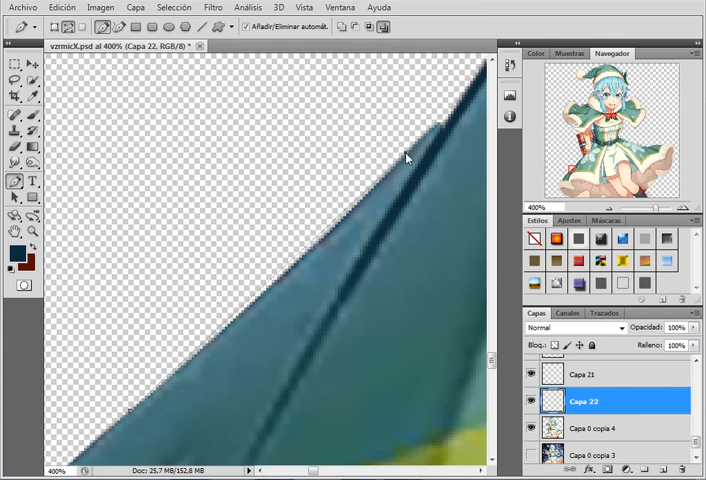 Archivo Edición Imagen Capa Selección Filtro Análisis 3D Vista Ventana Ayuda
Añadir/Eliminar automát.
vzrmicX.psd al 400% (Capa 22, RGB/8) *
Color Muestras Navegador
400%
Estilos Ajustes Máscaras
Capas Canales Trazados
Normal Opacidad: 100%
Bloq.: Relleno: 100%
Capa 21
Capa 22
Capa 0 copia 4
Capa 0 copia 3
400% Doc: 25,7 MB/152,8 MB